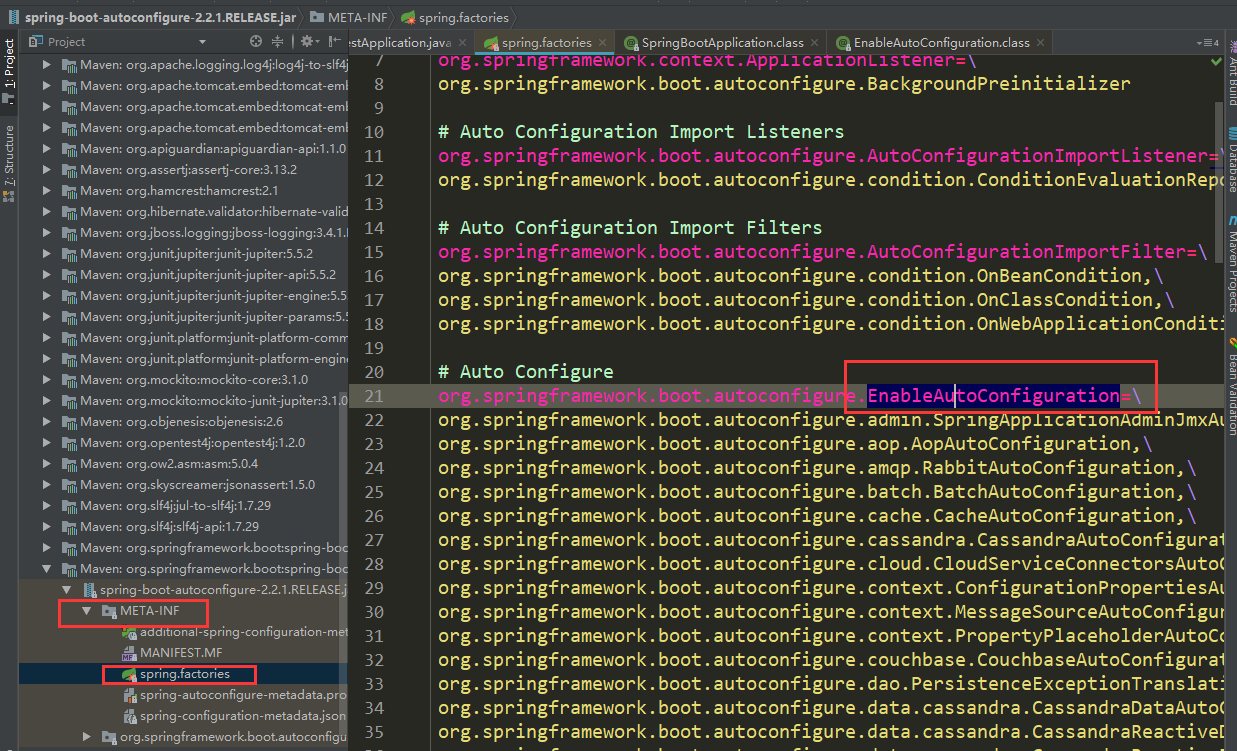 spring-boot-autoconfigure-2.2.1.RELEASE.jar META-INF spring.factories
Project
estApplication.java
spring.factories
SpringBootApplication.class
EnableAutoConfiguration.class
4
1: Project
7: Structure
Maven: org.apache.logging.log4j:log4j-to-slf4j
Maven: org.apache.tomcat.embed:tomcat-emb
Maven: org.apache.tomcat.embed:tomcat-emb
Maven: org.apache.tomcat.embed:tomcat-emb
Maven: org.apiguardian:apiguardian-api:1.1.0
Maven: org.assertj:assertj-core:3.13.2
Maven: org.hamcrest:hamcrest:2.1
Maven: org.hibernate.validator:hibernate-valid
Maven: org.jboss.logging:jboss-logging:3.4.1.
Maven: org.junit.jupiter:junit-jupiter:5.5.2
Maven: org.junit.jupiter:junit-jupiter-api:5.5.2
Maven: org.junit.jupiter:junit-jupiter-engine:5.5
Maven: org.junit.jupiter:junit-jupiter-params:5.5
Maven: org.junit.platform:junit-platform-comm
Maven: org.junit.platform:junit-platform-engine
Maven: org.mockito:mockito-core:3.1.0
Maven: org.mockito:mockito-junit-jupiter:3.1.0
Maven: org.objenesis:objenesis:2.6
Maven: org.opentest4j:opentest4j:1.2.0
Maven: org.ow2.asm:asm:5.0.4
Maven: org.skyscreamer:jsonassert:1.5.0
Maven: org.slf4j:jul-to-slf4j:1.7.29
Maven: org.slf4j:slf4j-api:1.7.29
Maven: org.springframework.boot:spring-boo
Maven: org.springframework.boot:spring-boo
spring-boot-autoconfigure-2.2.1.RELEASE.j
META-INF
additional-spring-configuration-met
MANIFEST.MF
spring.factories
spring-autoconfigure-metadata.pro
spring-configuration-metadata.json
org.springframework.boot.autoconfigu
7 org.springframework.context.ApplicationListener=\
8 org.springframework.boot.autoconfigure.BackgroundPreinitializer
9
10 # Auto Configuration Import Listeners
11 org.springframework.boot.autoconfigure.AutoConfigurationImportListener=\
12 org.springframework.boot.autoconfigure.condition.ConditionEvaluationRepo
13
14 # Auto Configuration Import Filters
15 org.springframework.boot.autoconfigure.AutoConfigurationImportFilter=\
16 org.springframework.boot.autoconfigure.condition.OnBeanCondition,\
17 org.springframework.boot.autoconfigure.condition.OnClassCondition,\
18 org.springframework.boot.autoconfigure.condition.OnWebApplicationConditi
19
20 # Auto Configure
21 org.springframework.boot.autoconfigure.EnableAutoConfiguration=\
22 org.springframework.boot.autoconfigure.admin.SpringApplicationAdminJmxAu
23 org.springframework.boot.autoconfigure.aop.AopAutoConfiguration,\
24 org.springframework.boot.autoconfigure.amqp.RabbitAutoConfiguration,\
25 org.springframework.boot.autoconfigure.batch.BatchAutoConfiguration,\
26 org.springframework.boot.autoconfigure.cache.CacheAutoConfiguration,\
27 org.springframework.boot.autoconfigure.cassandra.CassandraAutoConfigurat
28 org.springframework.boot.autoconfigure.cloud.CloudServiceConnectorsAutoC
29 org.springframework.boot.autoconfigure.context.ConfigurationPropertiesAu
30 org.springframework.boot.autoconfigure.context.MessageSourceAutoConfigur
31 org.springframework.boot.autoconfigure.context.PropertyPlaceholderAutoCo
32 org.springframework.boot.autoconfigure.couchbase.CouchbaseAutoConfigurat
33 org.springframework.boot.autoconfigure.dao.PersistenceExceptionTranslati
34 org.springframework.boot.autoconfigure.data.cassandra.CassandraDataAutoC
35 org.springframework.boot.autoconfigure.data.cassandra.CassandraReactiveD
Ant Build
Database
Maven Projects
Bean Validation